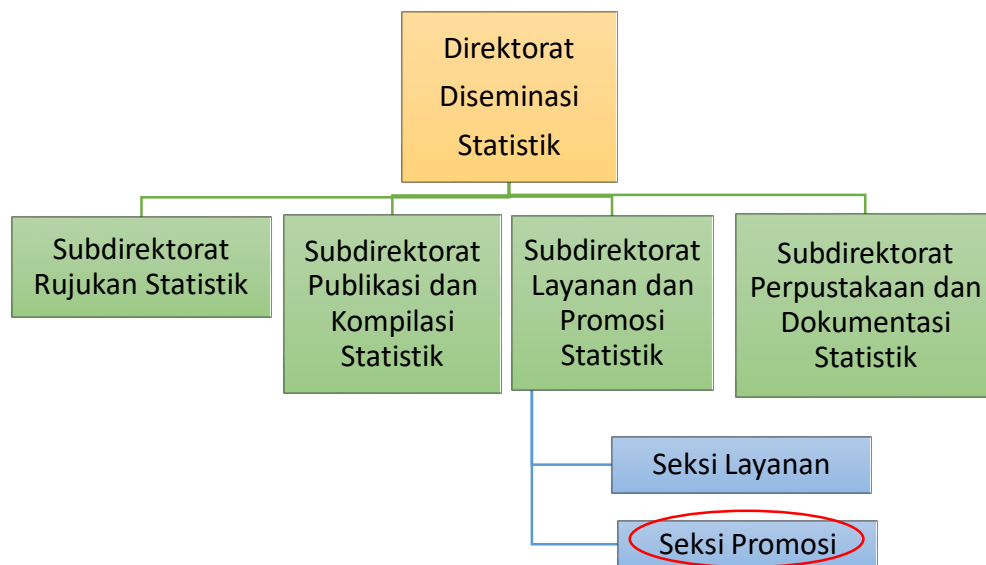 Direktorat
Diseminasi
Statistik
Subdirektorat
Rujukan Statistik
Subdirektorat
Publikasi dan
Kompilasi
Statistik
Subdirektorat
Layanan dan
Promosi
Statistik
Subdirektorat
Perpustakaan dan
Dokumentasi
Statistik
Seksi Layanan
Seksi Promosi